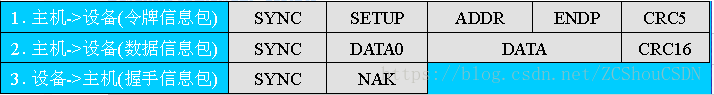 1.主机->设备(令牌信息包) SYNC SETUP ADDR ENDP CRC5
2.主机->设备(数据信息包) SYNC DATA0 DATA CRC16
3.设备->主机(握手信息包) SYNC NAK
https://blog.csdn.net/ZCShouCSDN